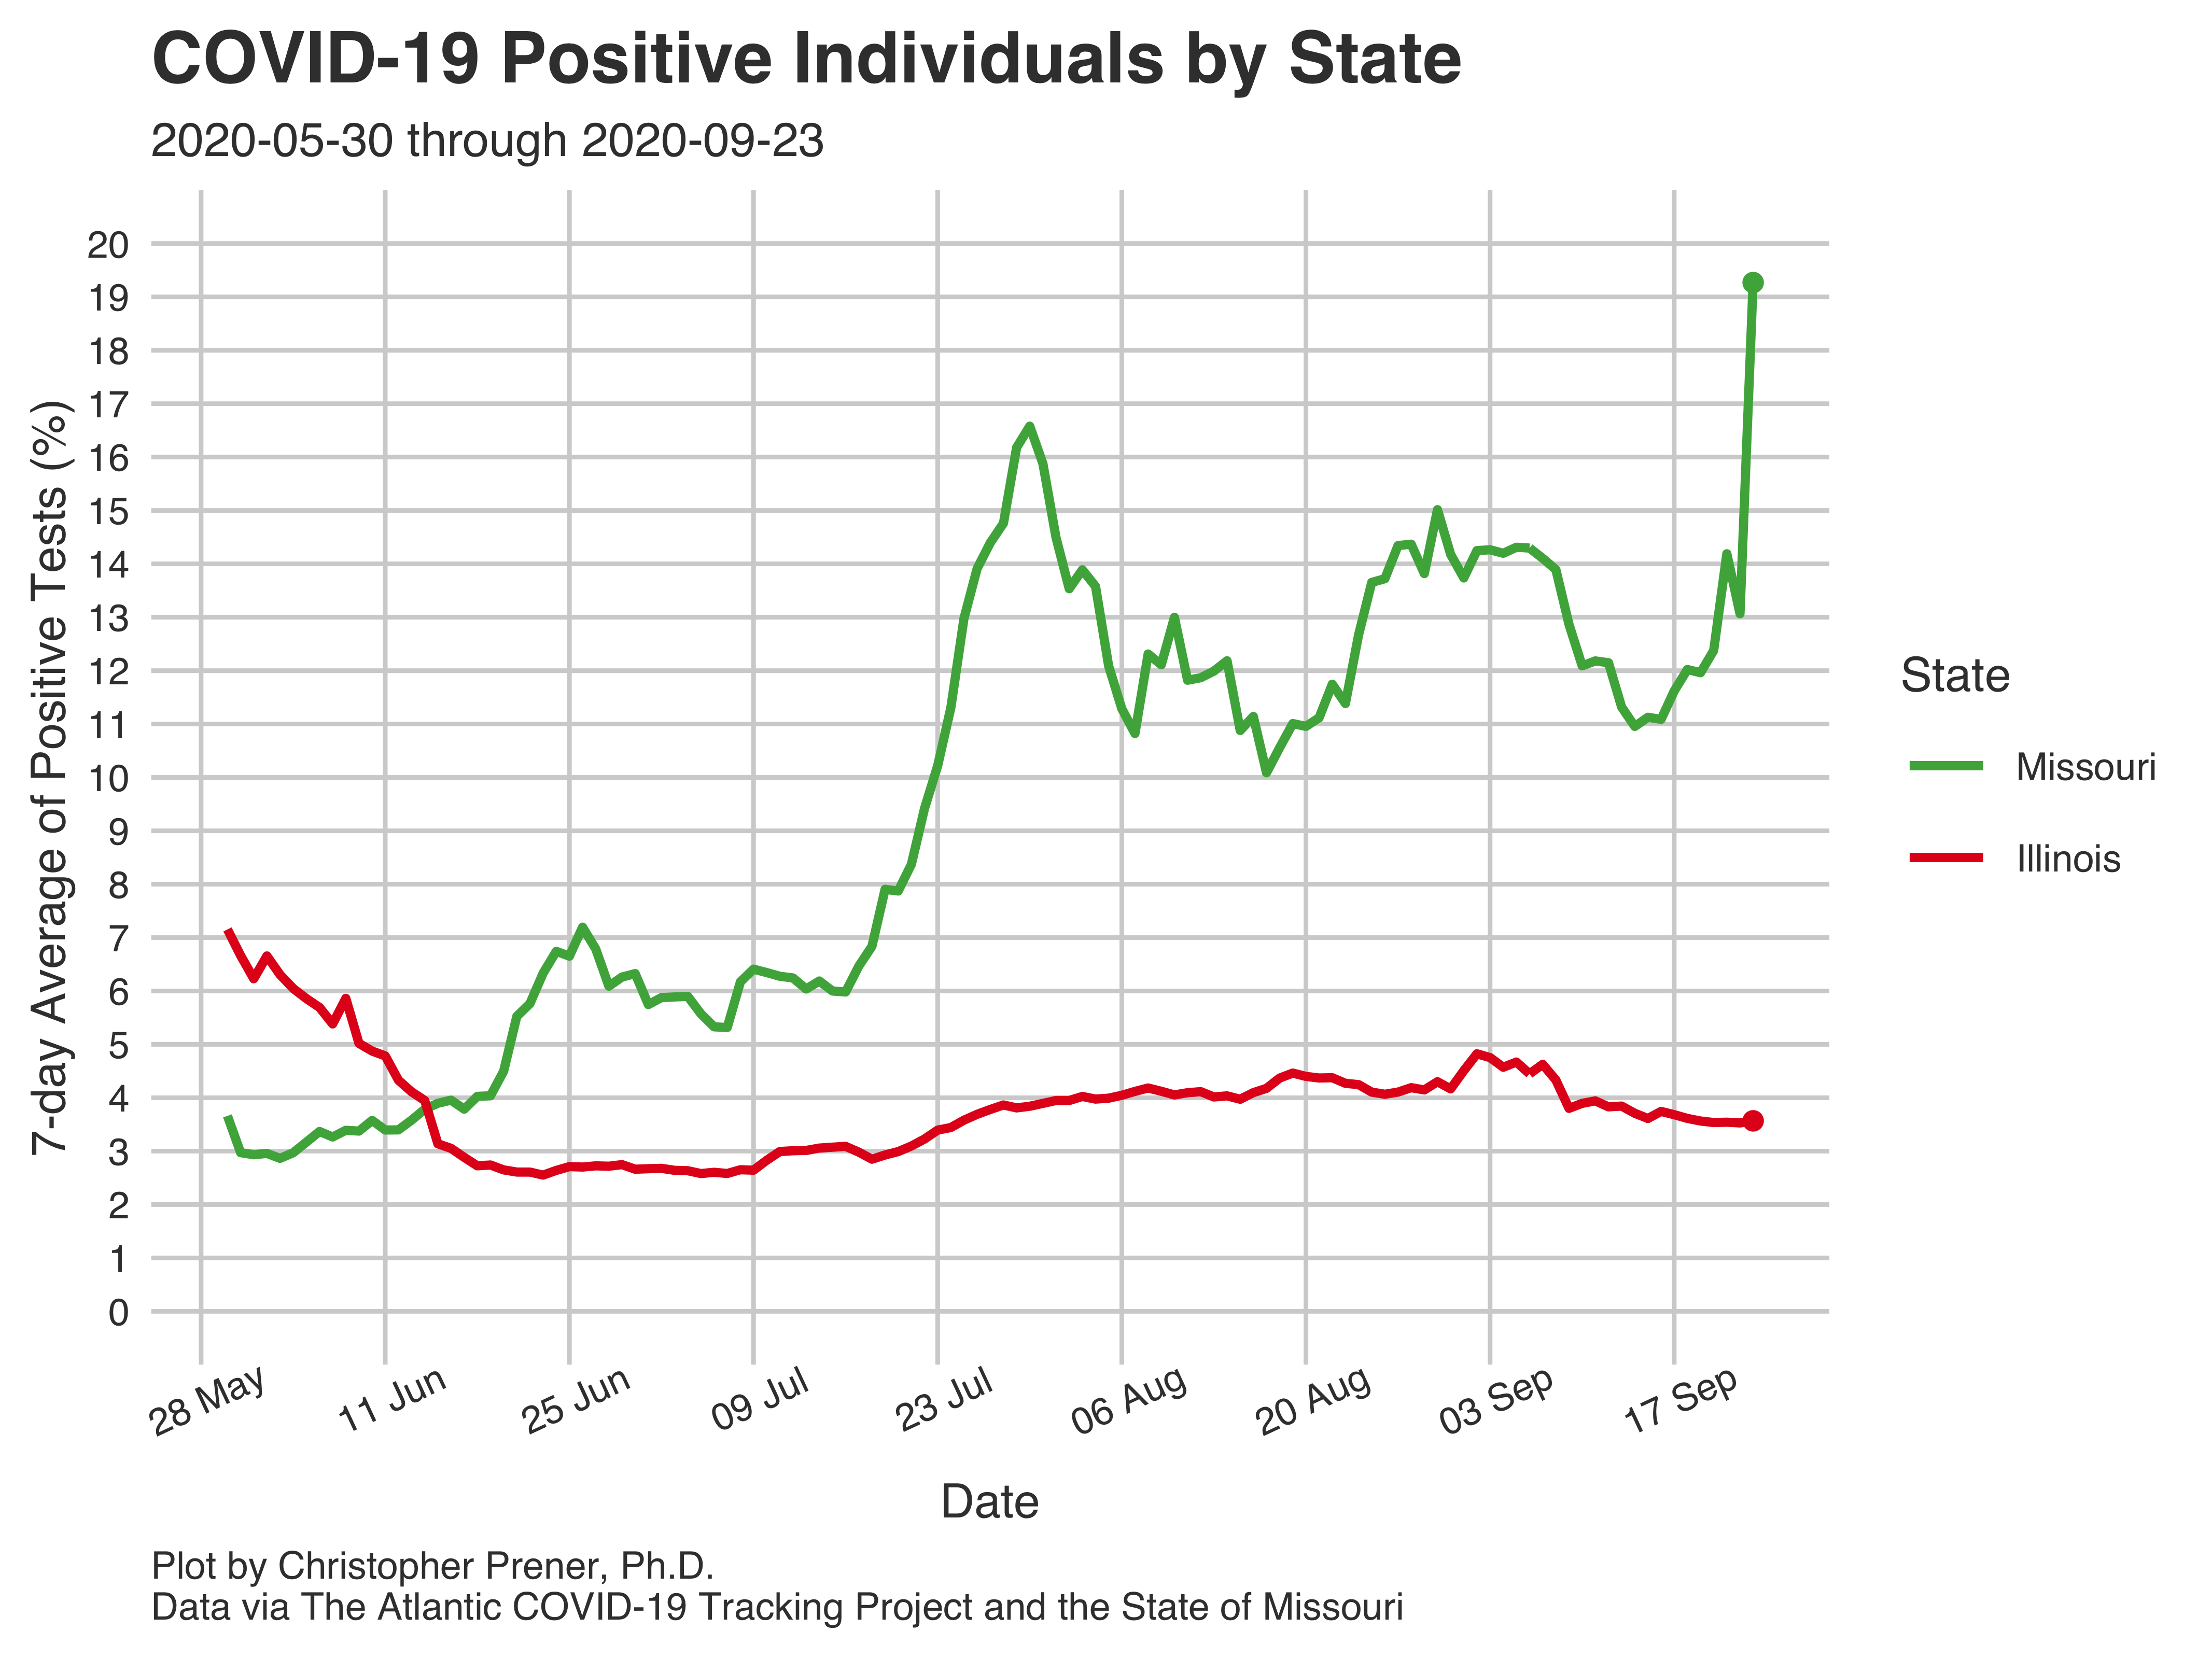 COVID-19 Positive Individuals by State
2020-05-30 through 2020-09-23
7-day Average of Positive Tests (%)
20
19
18
17
16
15
14
13
12
11
10
9
8
7
6
5
4
3
2
1
0
28 May
11 Jun
25 Jun
09 Jul
23 Jul
06 Aug
20 Aug
03 Sep
17 Sep
Date
State
Missouri
Illinois
Plot by Christopher Prener, Ph.D.
Data via The Atlantic COVID-19 Tracking Project and the State of Missouri